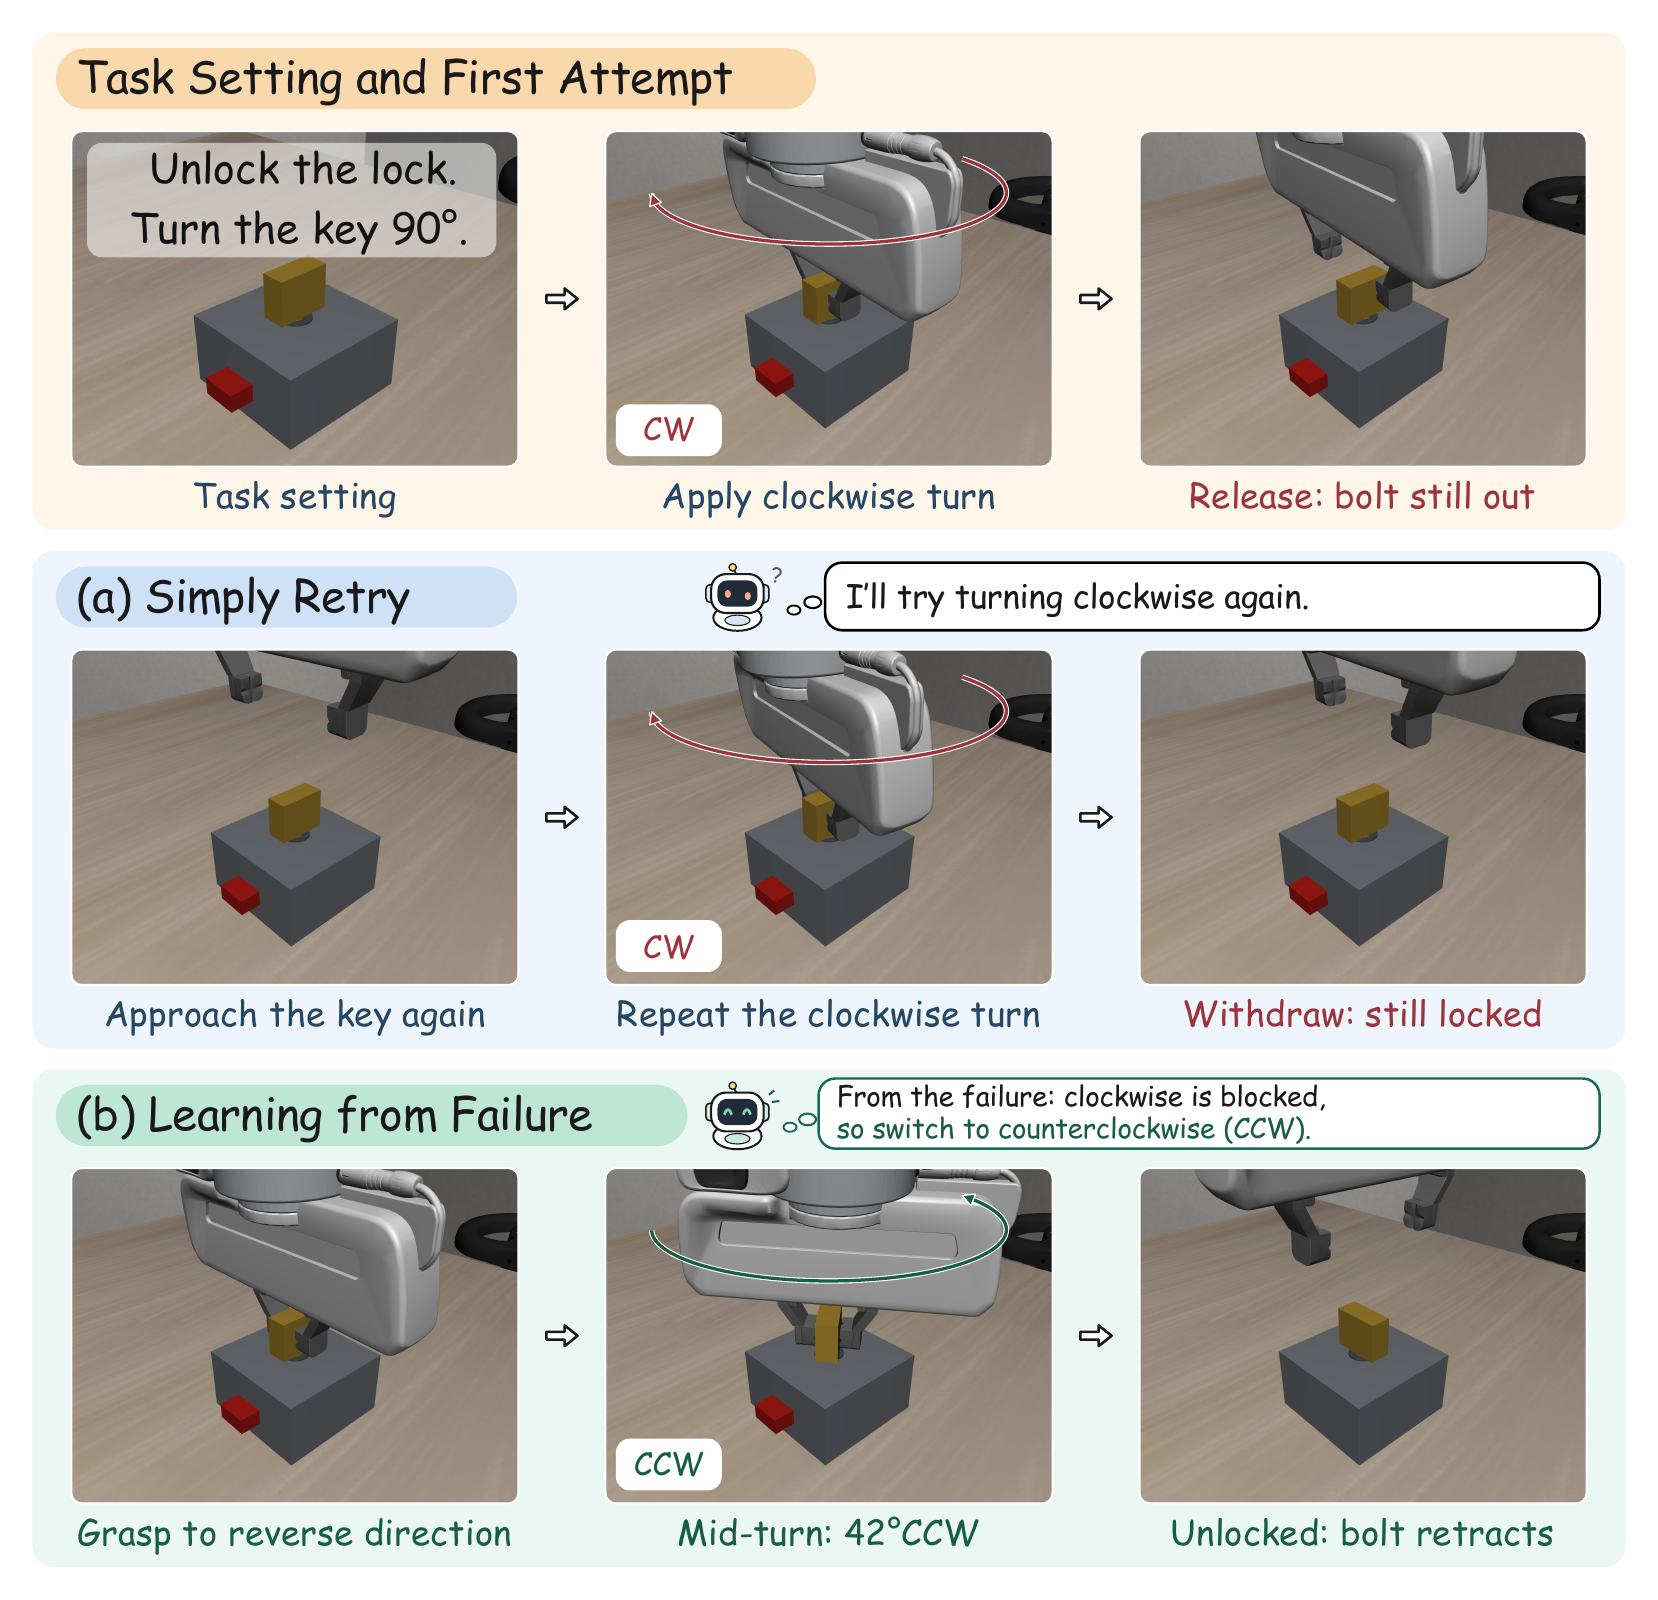 Task Setting and First Attempt
Unlock the lock.
Turn the key 90°.
CW
Task setting
Apply clockwise turn
Release: bolt still out
(a) Simply Retry
?
I'll try turning clockwise again.
CW
Approach the key again
Repeat the clockwise turn
Withdraw: still locked
(b) Learning from Failure
From the failure: clockwise is blocked,
so switch to counterclockwise (CCW).
CCW
Grasp to reverse direction
Mid-turn: 42°CCW
Unlocked: bolt retracts